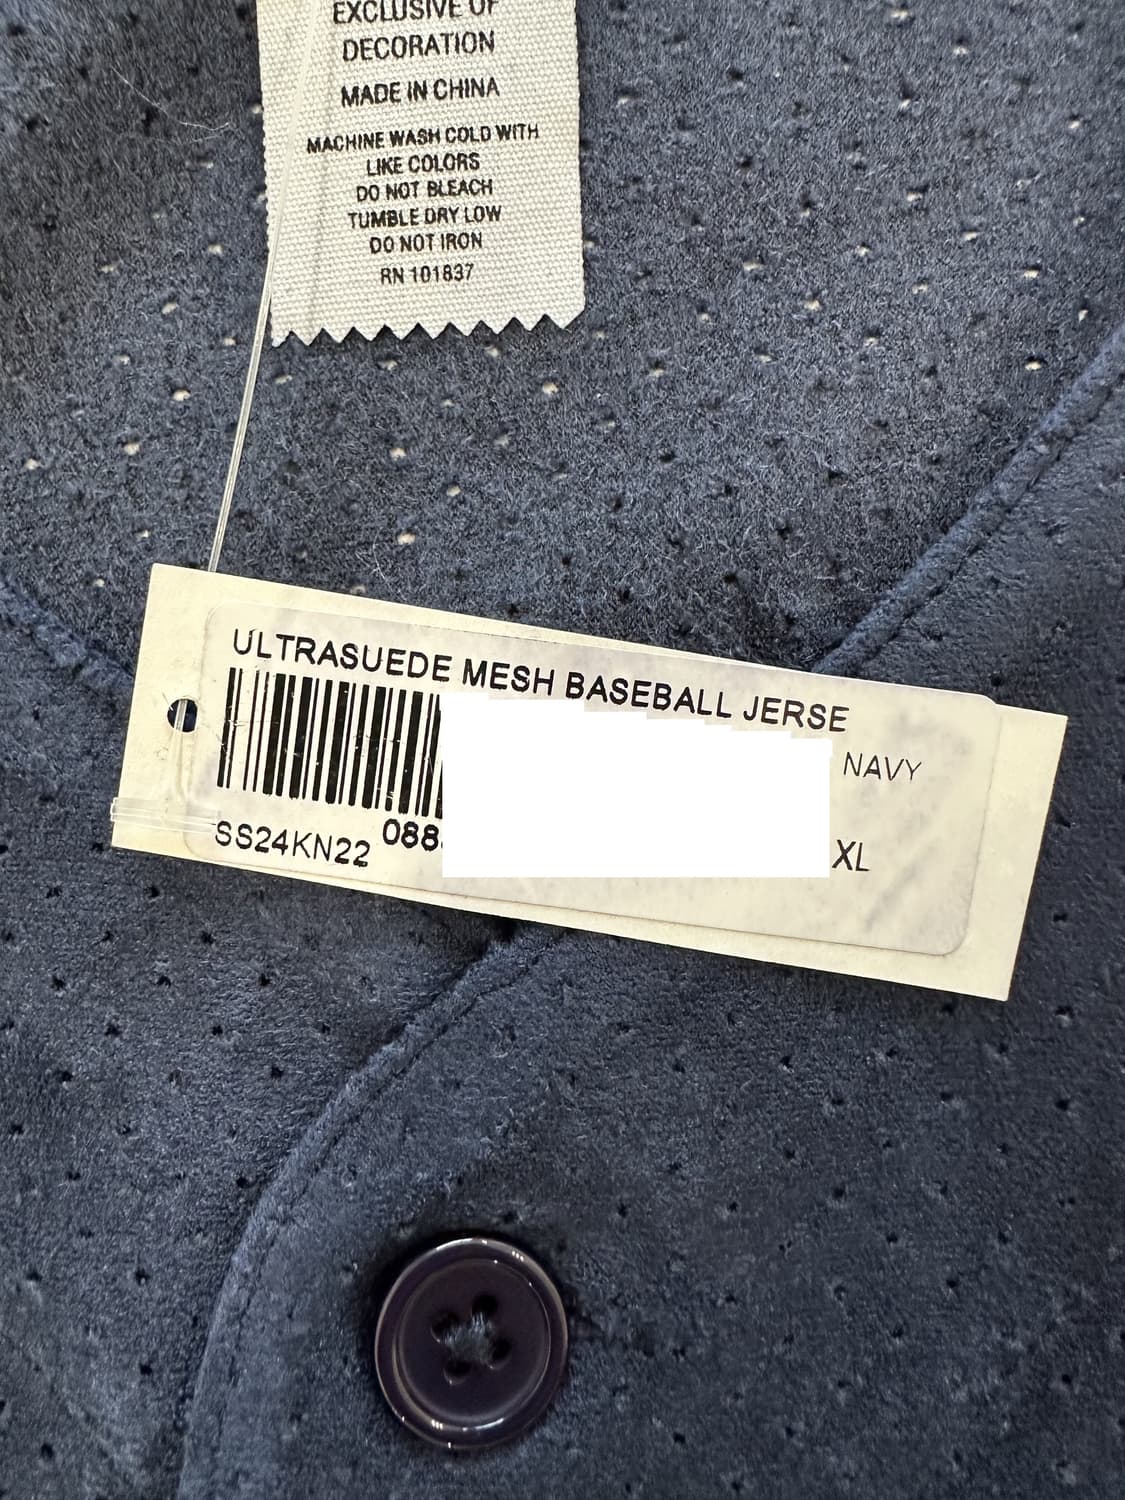 EXCLUSIVE OF
DECORATION
MADE IN CHINA
MACHINE WASH COLD WITH
LIKE COLORS
DO NOT BLEACH
TUMBLE DRY LOW
DO NOT IRON
RN 101837
ULTRASUEDE MESH BASEBALL JERSE
NAVY
SS24KN22 088
XL